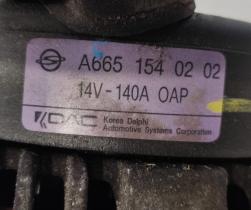 A665 154 02 02
14V-140A OAP
KDAC Korea Delphi
Automotive Systems Corporation